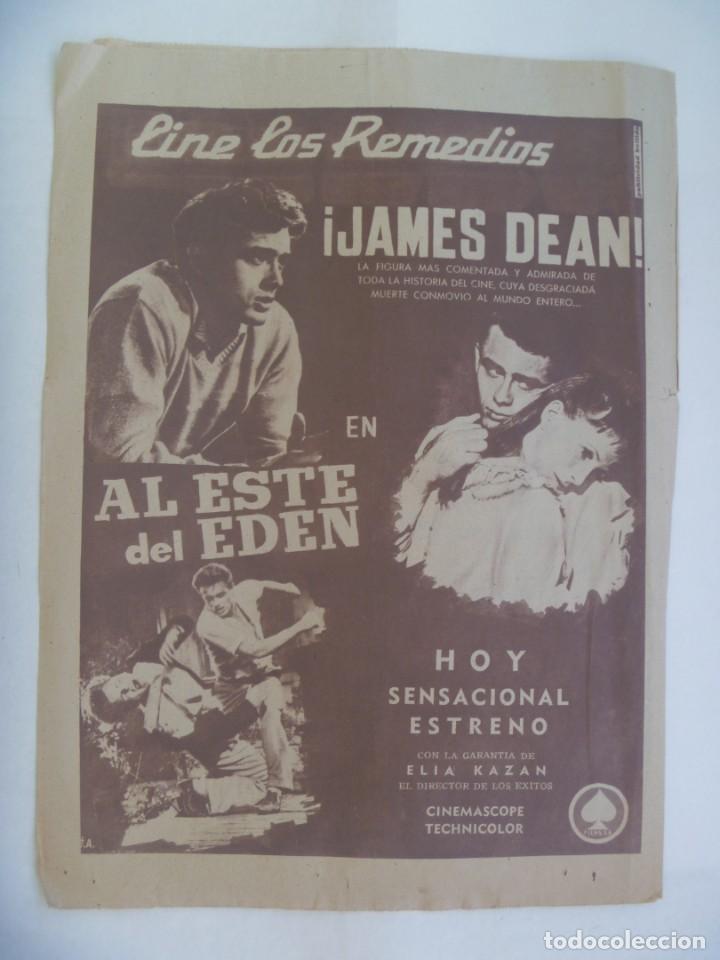 Cine Los Remedios
¡JAMES DEAN!
LA FIGURA MAS COMENTADA Y ADMIRADA DE
TODA LA HISTORIA DEL CINE, CUYA DESGRACIADA
MUERTE CONMOVIO AL MUNDO ENTERO...
EN
AL ESTE
del EDEN
HOY
SENSACIONAL
ESTRENO
CON LA GARANTIA DE
ELIA KAZAN
EL DIRECTOR DE LOS EXITOS
CINEMASCOPE
TECHNICOLOR
todocoleccion.net